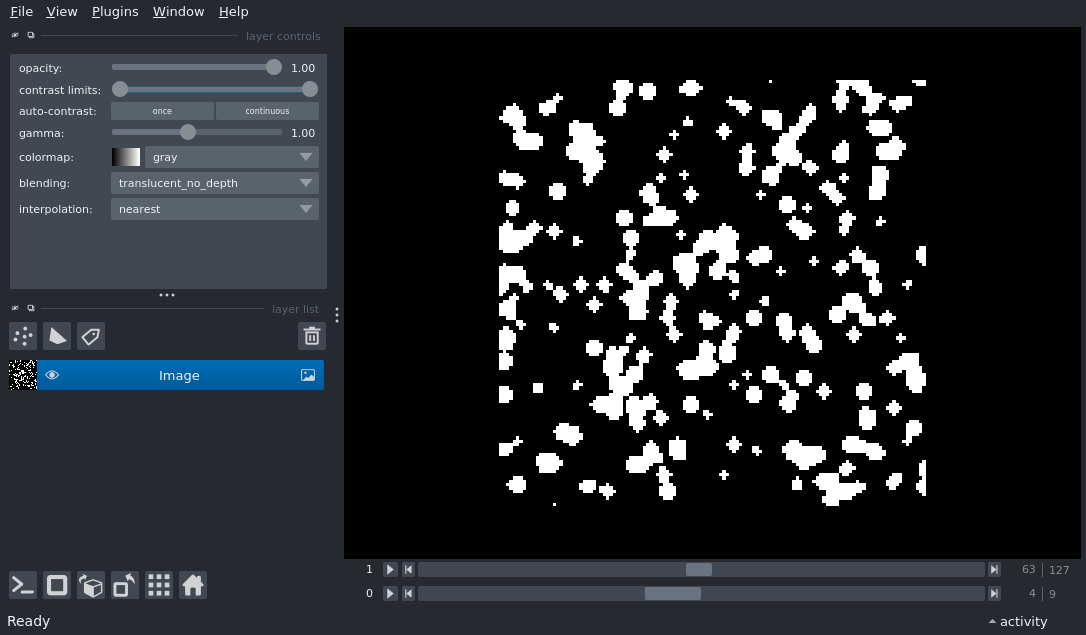 File View Plugins Window Help
layer controls
opacity: 1.00
contrast limits:
auto-contrast: once continuous
gamma: 1.00
colormap: gray
blending: translucent_no_depth
interpolation: nearest
layer list
Image
1 63 127
0 4 9
Ready activity